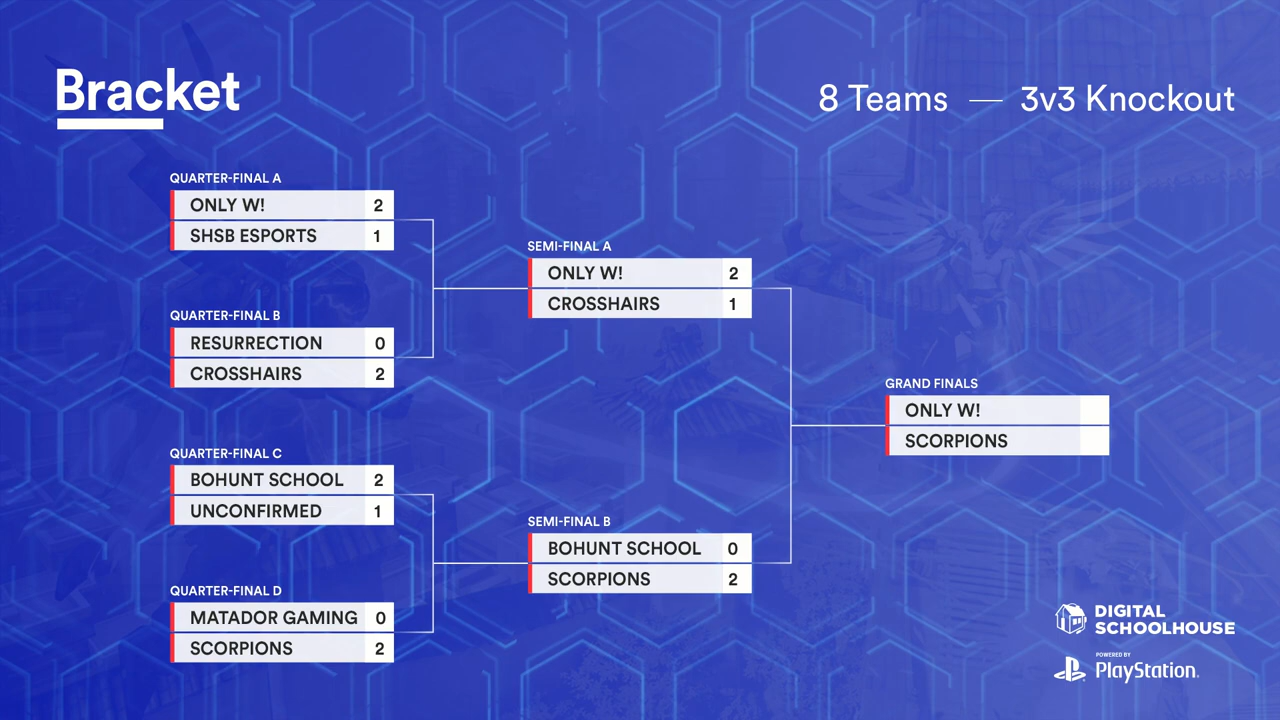 Bracket
8 Teams — 3v3 Knockout
QUARTER-FINAL A
ONLY W! 2
SHSB ESPORTS 1
QUARTER-FINAL B
RESURRECTION 0
CROSSHAIRS 2
QUARTER-FINAL C
BOHUNT SCHOOL 2
UNCONFIRMED 1
QUARTER-FINAL D
MATADOR GAMING 0
SCORPIONS 2
SEMI-FINAL A
ONLY W! 2
CROSSHAIRS 1
SEMI-FINAL B
BOHUNT SCHOOL 0
SCORPIONS 2
GRAND FINALS
ONLY W!
SCORPIONS
DIGITAL
SCHOOLHOUSE
POWERED BY
PlayStation.